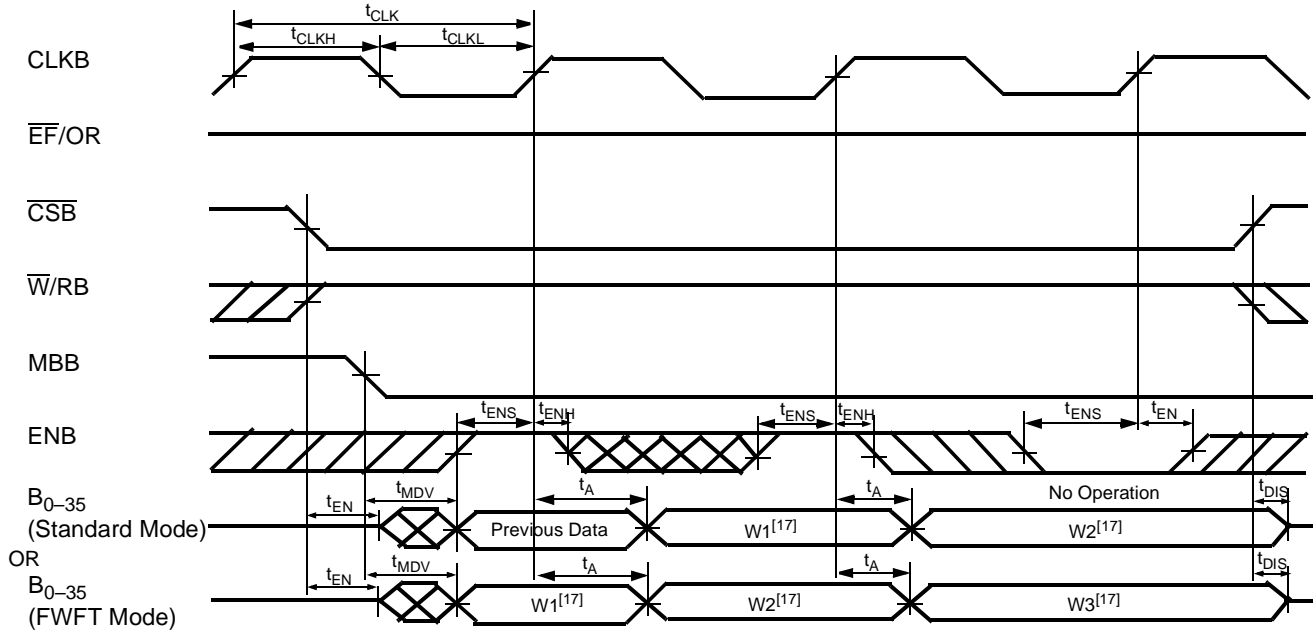 tCLK
tCLKH
tCLKL
CLKB
EF/OR
CSB
W/RB
MBB
tENS
tENH
tENS
tENH
tENS
tEN
ENB
tMDV
tA
tA
No Operation
B0–35
tEN
tDIS
(Standard Mode)
Previous Data
W1[17]
W2[17]
OR
tMDV
tA
tA
B0–35
tEN
tDIS
(FWFT Mode)
W1[17]
W2[17]
W3[17]